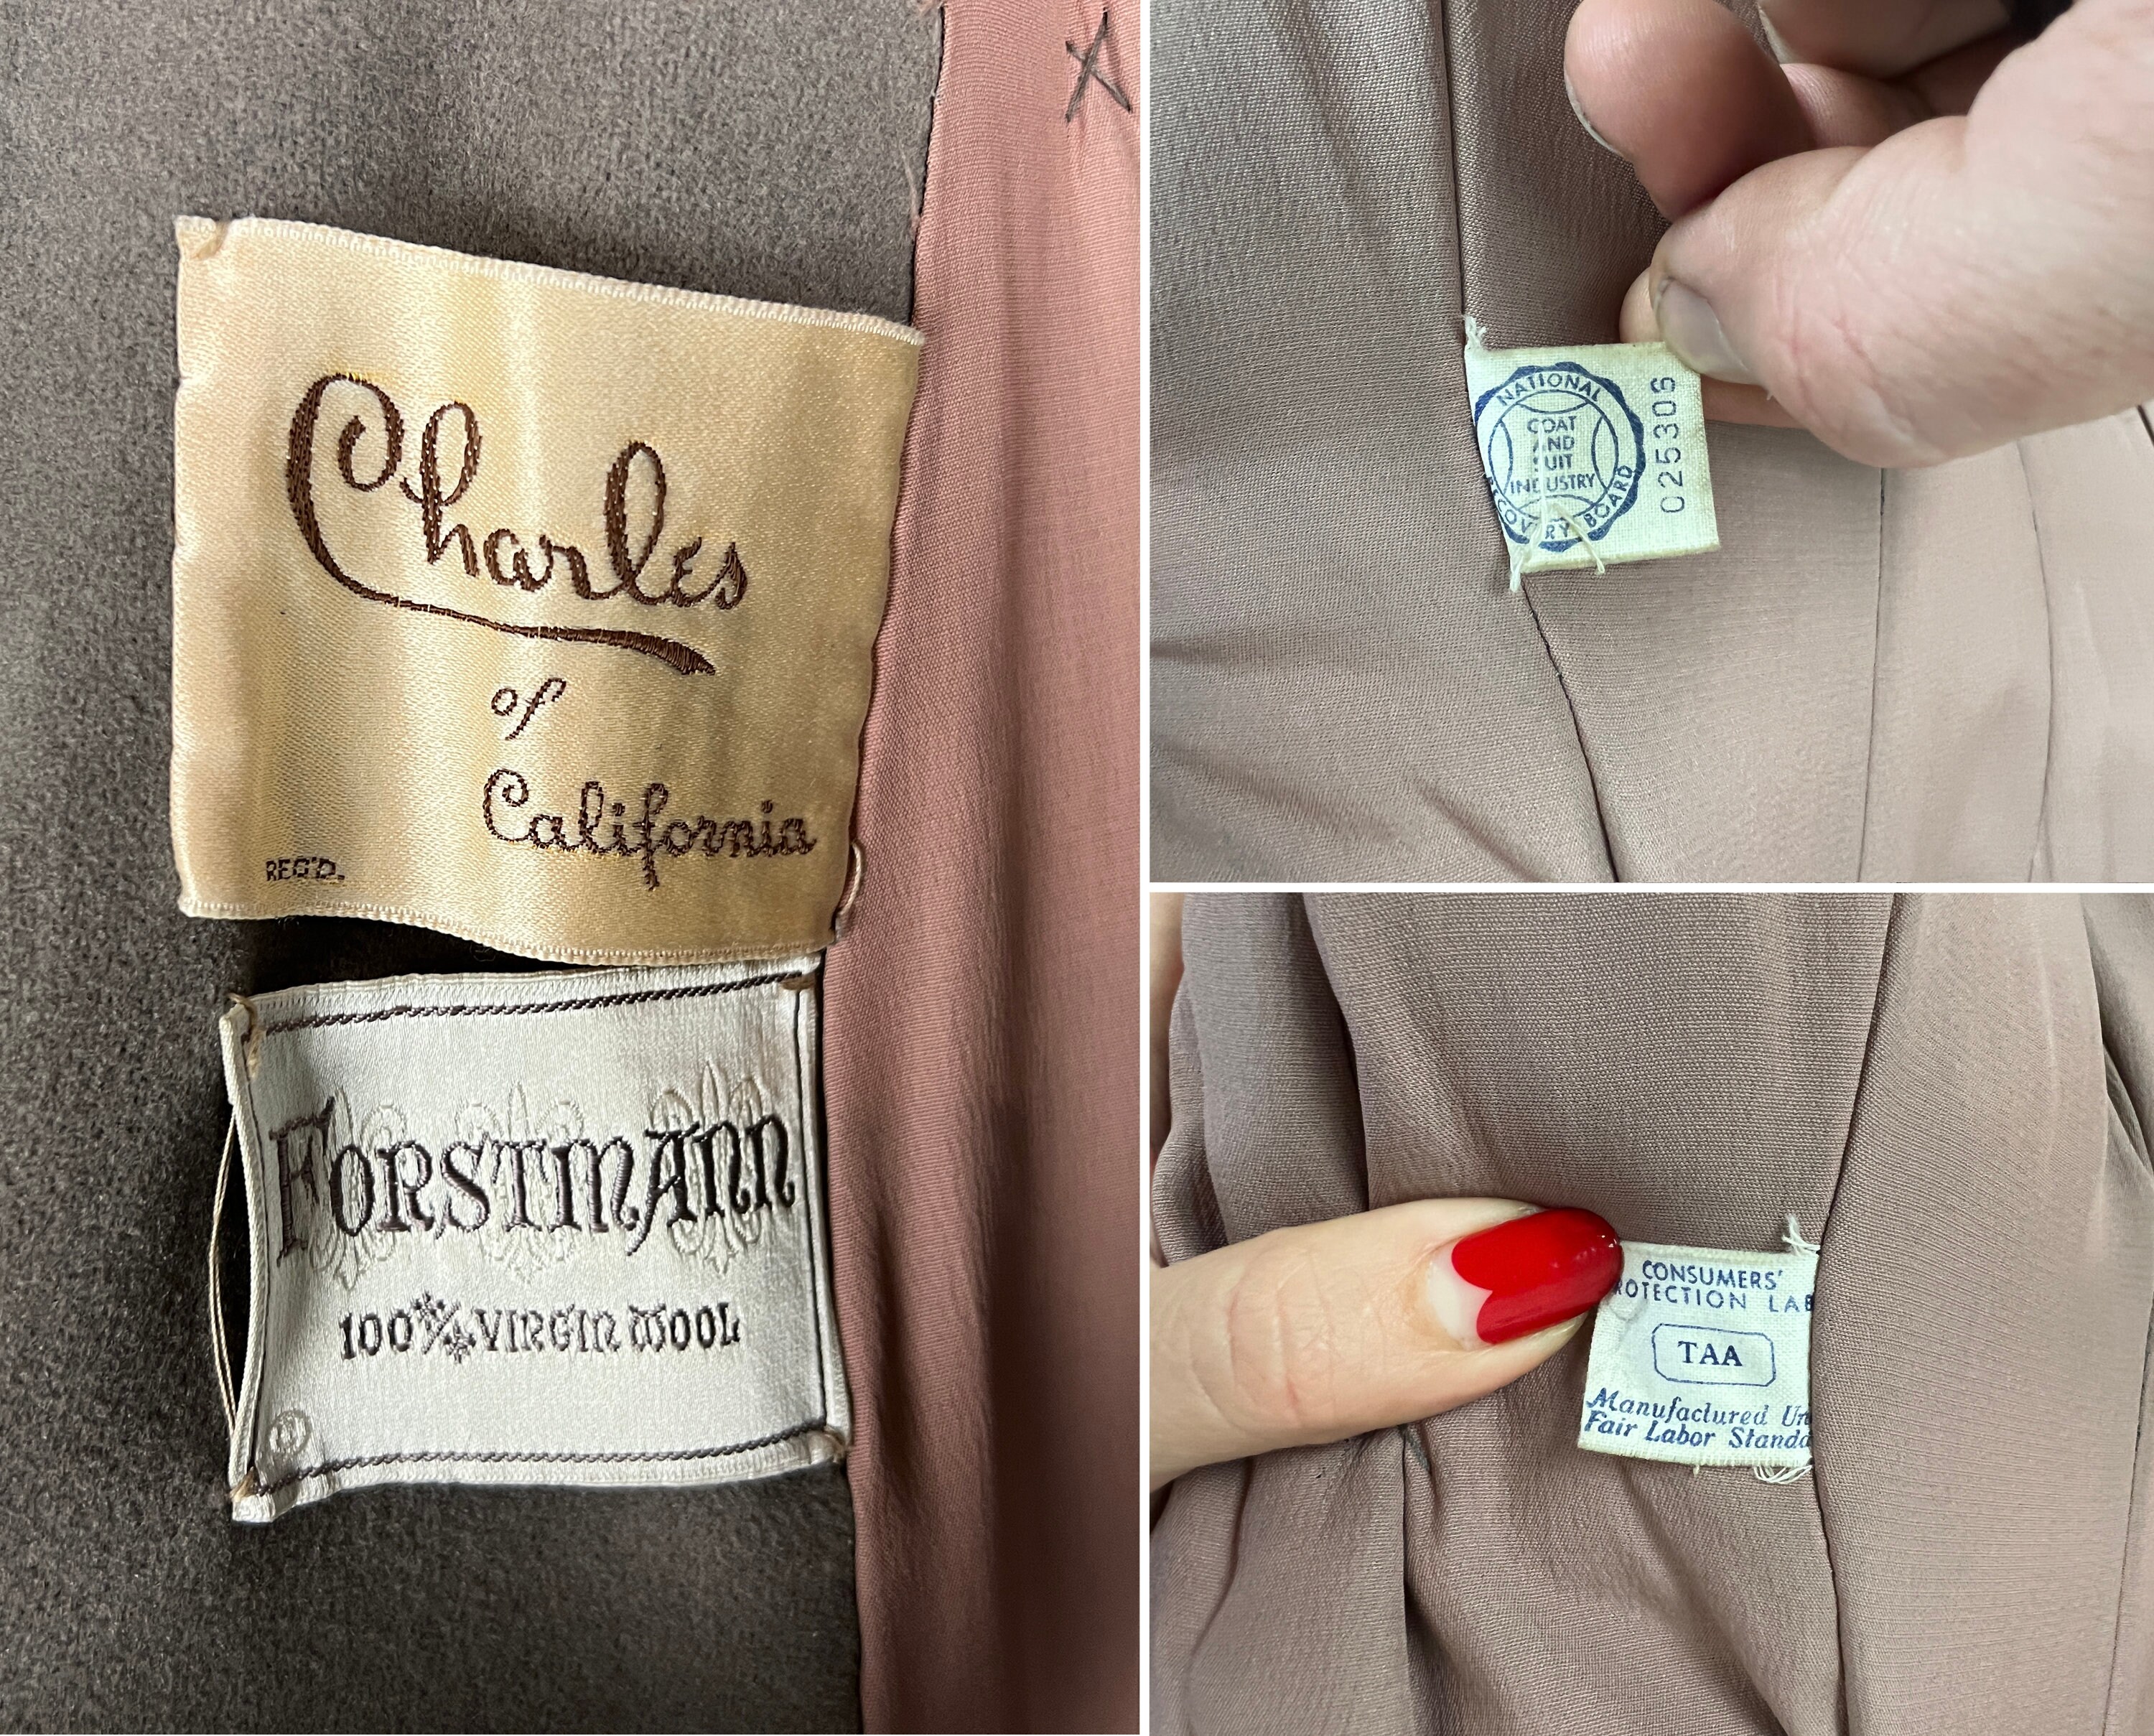 Charles
of
California
REG'D.
FORSTMANN
100% VIRGIN WOOL
NATIONAL
COAT
AND
SUIT
INDUSTRY
RECOVERY BOARD
025306
CONSUMERS'
PROTECTION LAB
TAA
Manufactured Un
Fair Labor Standa